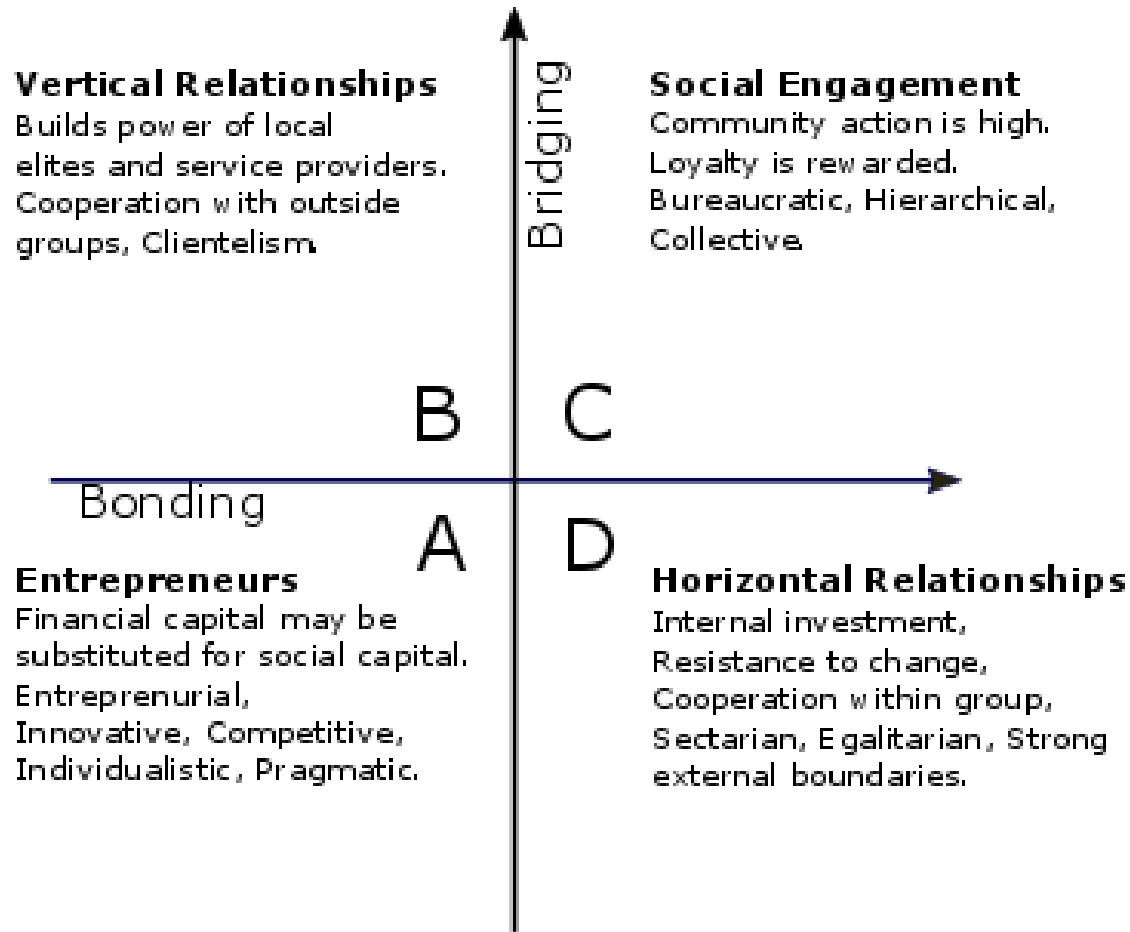 Vertical Relationships
Builds power of local
elites and service providers.
Cooperation with outside
groups, Clientelism.
Bridging
Social Engagement
Community action is high.
Loyalty is rewarded.
Bureaucratic, Hierarchical,
Collective.
B
C
Bonding
A
D
Entrepreneurs
Financial capital may be
substituted for social capital.
Entreprenurial,
Innovative, Competitive,
Individualistic, Pragmatic.
Horizontal Relationships
Internal investment,
Resistance to change,
Cooperation within group,
Sectarian, Egalitarian, Strong
external boundaries.